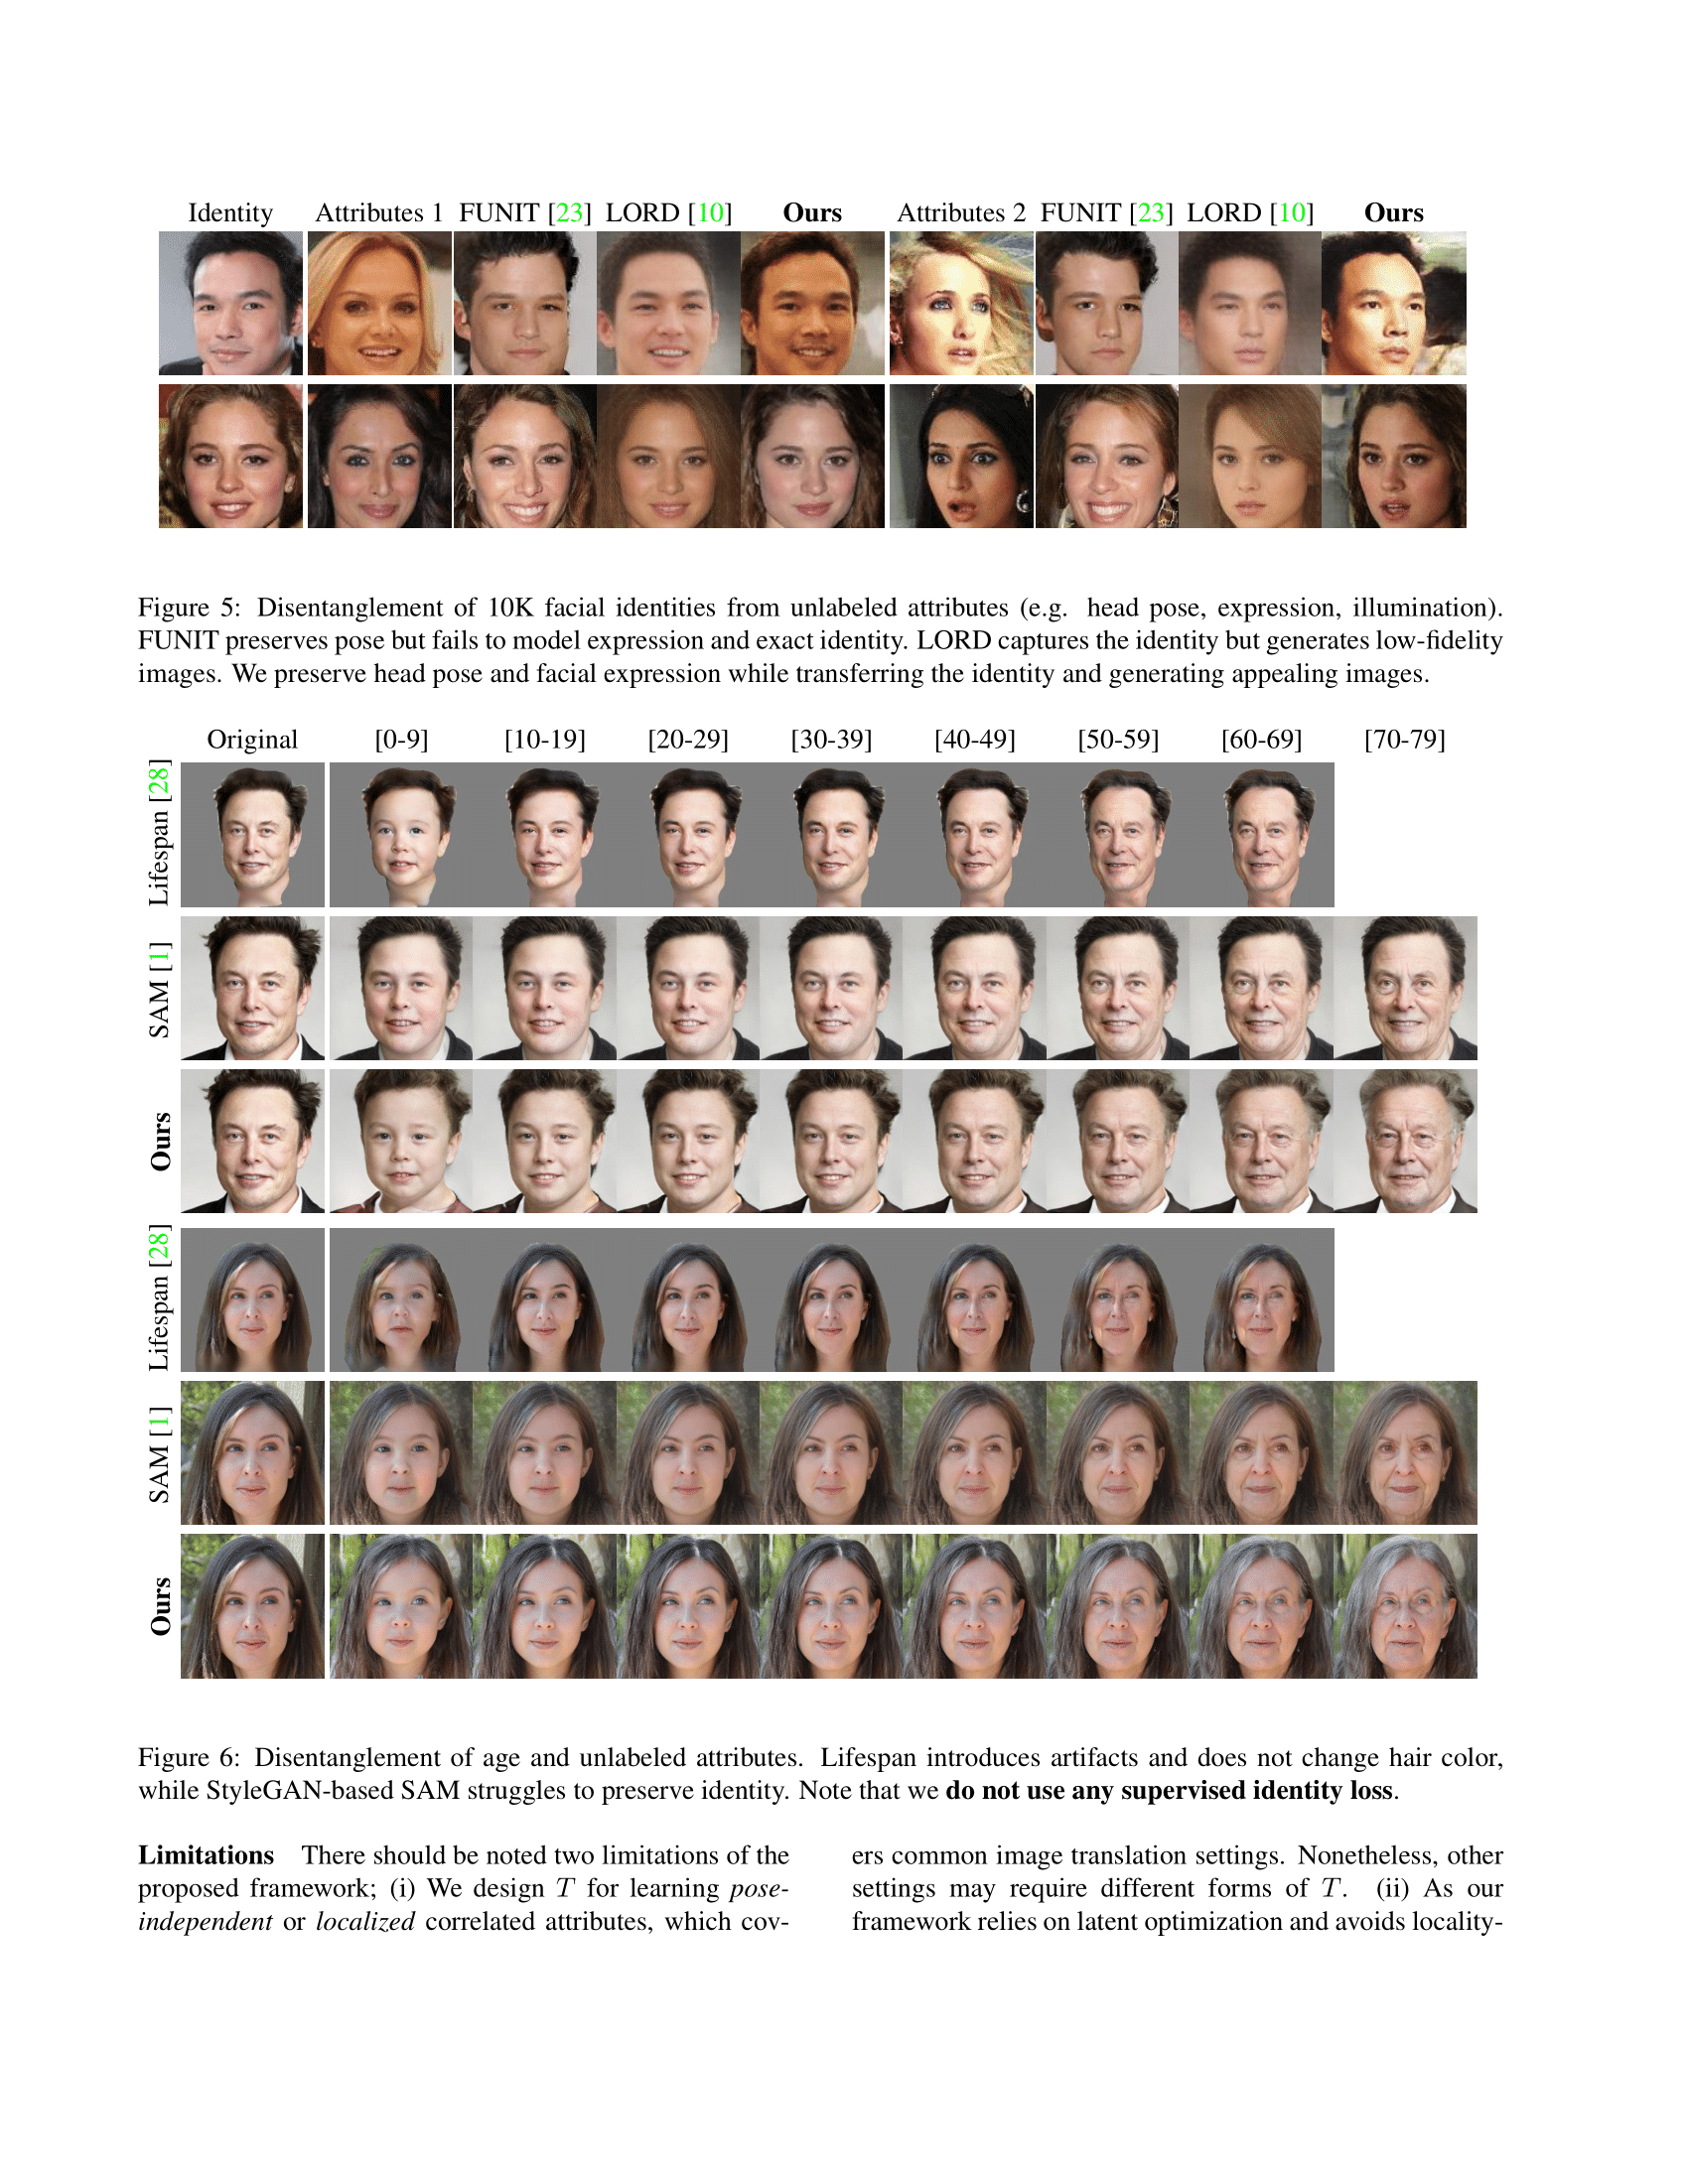 Identity Attributes 1 FUNIT [23] LORD [10] Ours Attributes 2 FUNIT [23] LORD [10] Ours
Figure 5: Disentanglement of 10K facial identities from unlabeled attributes (e.g. head pose, expression, illumination).
FUNIT preserves pose but fails to model expression and exact identity. LORD captures the identity but generates low-fidelity
images. We preserve head pose and facial expression while transferring the identity and generating appealing images.
Original [0-9] [10-19] [20-29] [30-39] [40-49] [50-59] [60-69] [70-79]
Lifespan [28]
SAM [1]
Ours
Lifespan [28]
SAM [1]
Ours
Figure 6: Disentanglement of age and unlabeled attributes. Lifespan introduces artifacts and does not change hair color,
while StyleGAN-based SAM struggles to preserve identity. Note that we do not use any supervised identity loss.
Limitations There should be noted two limitations of the
proposed framework; (i) We design T for learning pose-
independent or localized correlated attributes, which cov-
ers common image translation settings. Nonetheless, other
settings may require different forms of T. (ii) As our
framework relies on latent optimization and avoids locality-